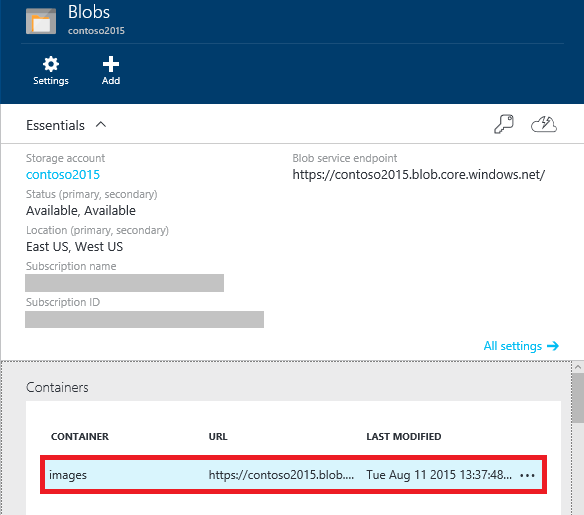 Blobs
contoso2015
Settings
Add
Essentials
Storage account
contoso2015
Blob service endpoint
https://contoso2015.blob.core.windows.net/
Status (primary, secondary)
Available, Available
Location (primary, secondary)
East US, West US
Subscription name
Subscription ID
All settings
Containers
CONTAINER URL LAST MODIFIED
images https://contoso2015.blob.... Tue Aug 11 2015 13:37:48... ...